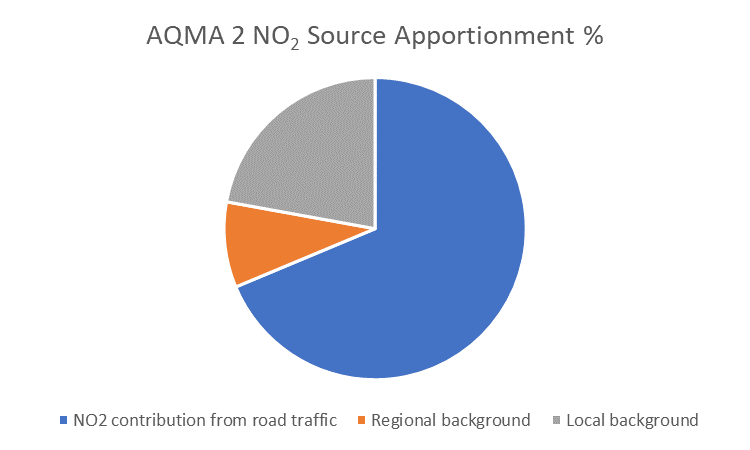 AQMA 2 NO₂ Source Apportionment %
NO2 contribution from road traffic Regional background Local background